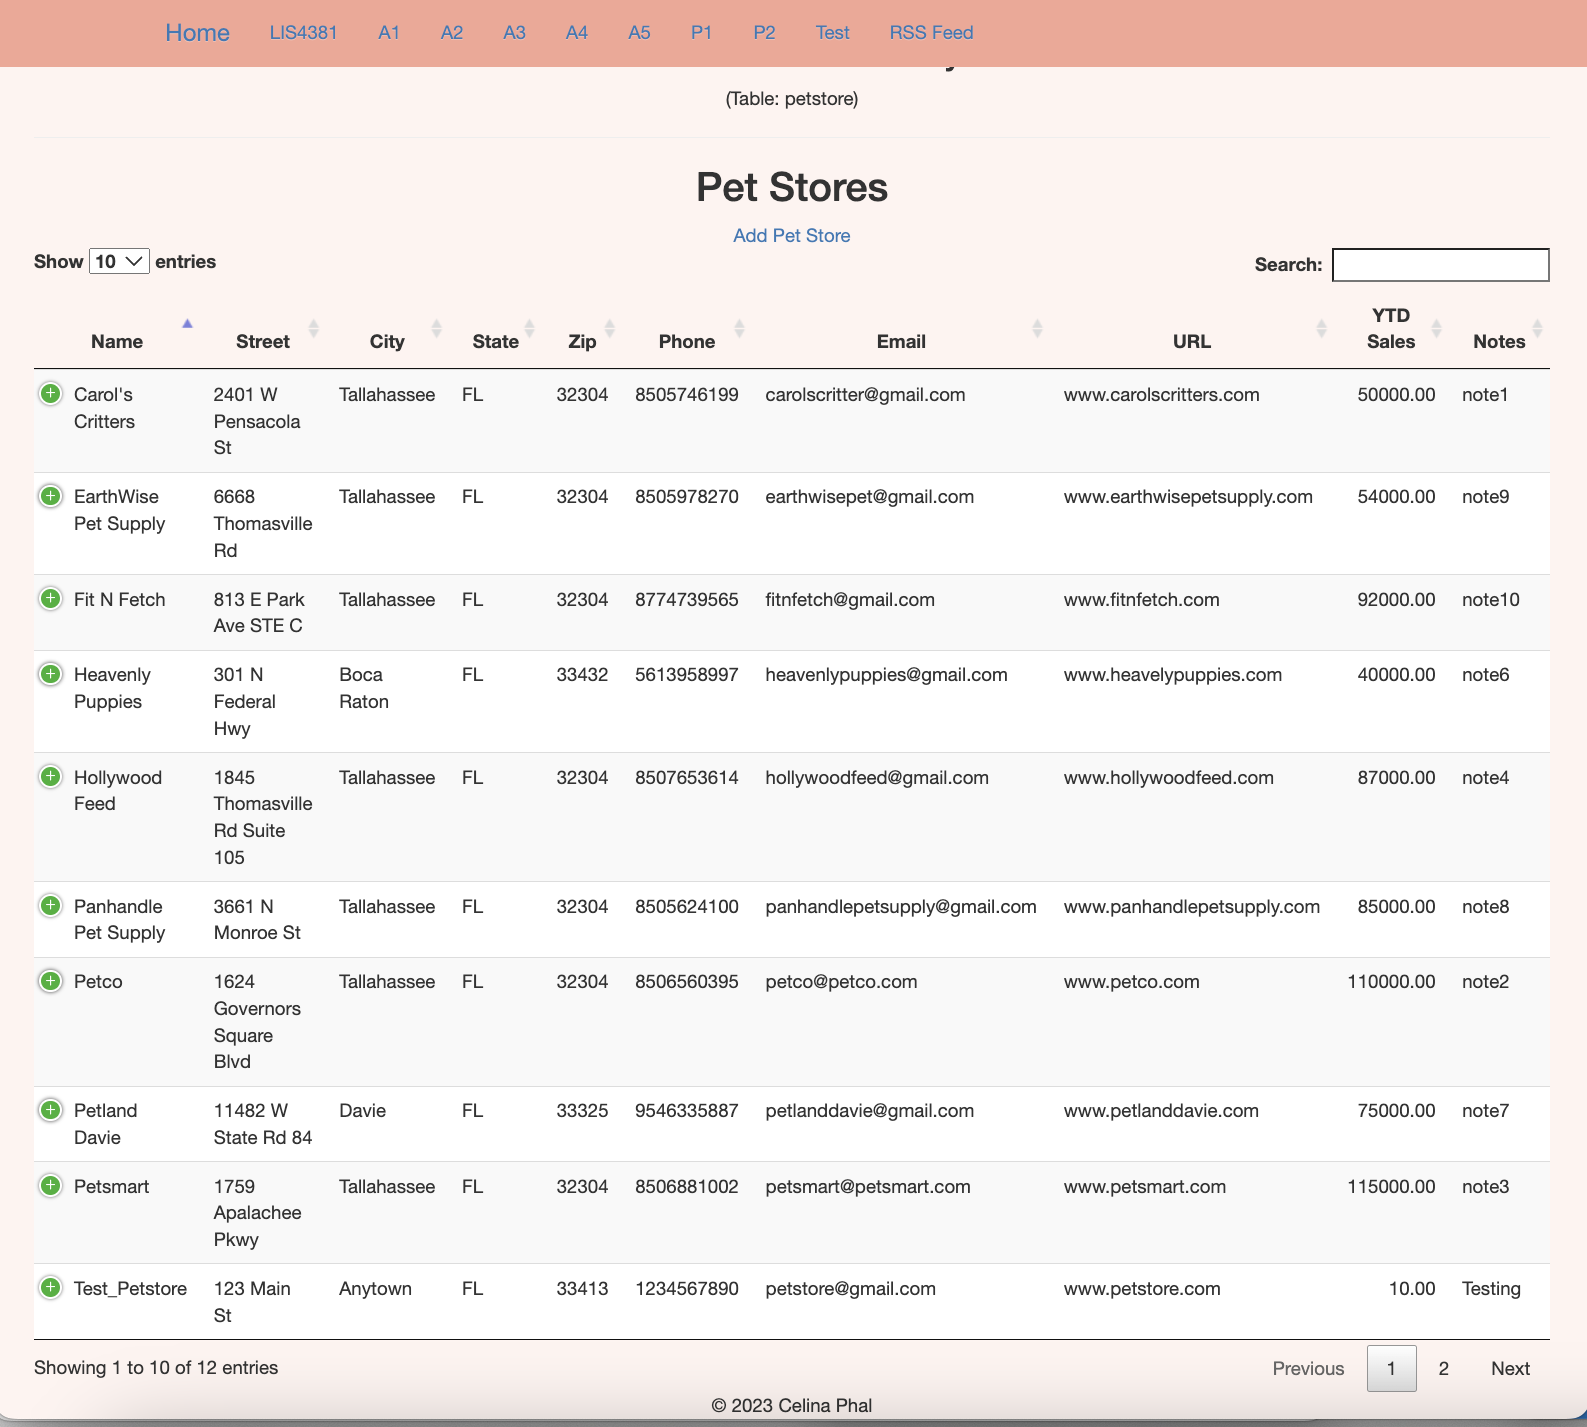 Home LIS4381 A1 A2 A3 A4 A5 P1 P2 Test RSS Feed
(Table: petstore)
Pet Stores
Add Pet Store
Show 10 entries Search:
Name Street City State Zip Phone Email URL YTD Sales Notes
Carol's Critters 2401 W Pensacola St Tallahassee FL 32304 8505746199 carolscritter@gmail.com www.carolscritters.com 50000.00 note1
EarthWise Pet Supply 6668 Thomasville Rd Tallahassee FL 32304 8505978270 earthwisepet@gmail.com www.earthwisepetsupply.com 54000.00 note9
Fit N Fetch 813 E Park Ave STE C Tallahassee FL 32304 8774739565 fitnfetch@gmail.com www.fitnfetch.com 92000.00 note10
Heavenly Puppies 301 N Federal Hwy Boca Raton FL 33432 5613958997 heavenlypuppies@gmail.com www.heavelypuppies.com 40000.00 note6
Hollywood Feed 1845 Thomasville Rd Suite 105 Tallahassee FL 32304 8507653614 hollywoodfeed@gmail.com www.hollywoodfeed.com 87000.00 note4
Panhandle Pet Supply 3661 N Monroe St Tallahassee FL 32304 8505624100 panhandlepetsupply@gmail.com www.panhandlepetsupply.com 85000.00 note8
Petco 1624 Governors Square Blvd Tallahassee FL 32304 8506560395 petco@petco.com www.petco.com 110000.00 note2
Petland Davie 11482 W State Rd 84 Davie FL 33325 9546335887 petlanddavie@gmail.com www.petlanddavie.com 75000.00 note7
Petsmart 1759 Apalachee Pkwy Tallahassee FL 32304 8506881002 petsmart@petsmart.com www.petsmart.com 115000.00 note3
Test_Petstore 123 Main St Anytown FL 33413 1234567890 petstore@gmail.com www.petstore.com 10.00 Testing
Showing 1 to 10 of 12 entries Previous 1 2 Next
© 2023 Celina Phal